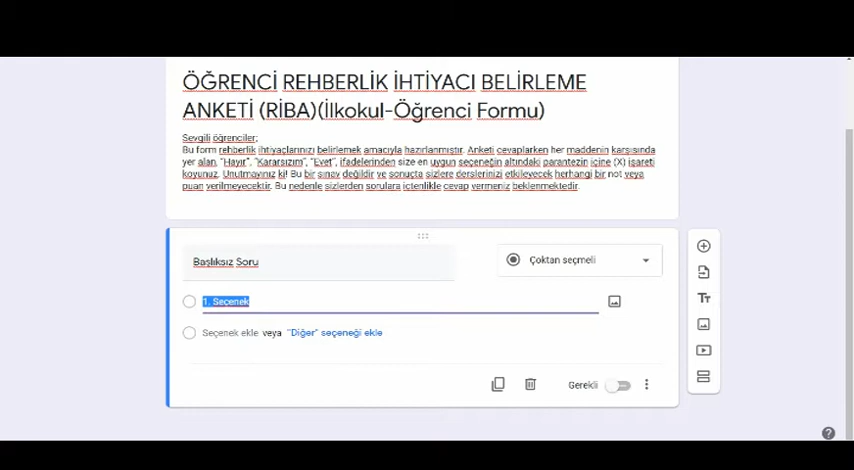 ÖĞRENCİ REHBERLİK İHTİYACI BELİRLEME
ANKETİ (RİBA)(İlkokul-Öğrenci Formu)
Sevgili öğrenciler;
Bu form rehberlik ihtiyaçlarınızı belirlemek amacıyla hazırlanmıştır. Anketi cevaplarken her maddenin karşısında
yer alan, "Hayır", "Kararsızım", "Evet", ifadelerinden size en uygun seçeneğin altındaki parantezin içine (X) işareti
koyunuz. Unutmayınız ki! Bu bir sınav değildir ve sonuçta sizlere derslerinizi etkileyecek herhangi bir not veya
puan verilmeyecektir. Bu nedenle sizlerden sorulara içtenlikle cevap vermeniz beklenmektedir.
Başlıksız Soru
Çoktan seçmeli
1. Seçenek
Seçenek ekle veya "Diğer" seçeneği ekle
Gerekli